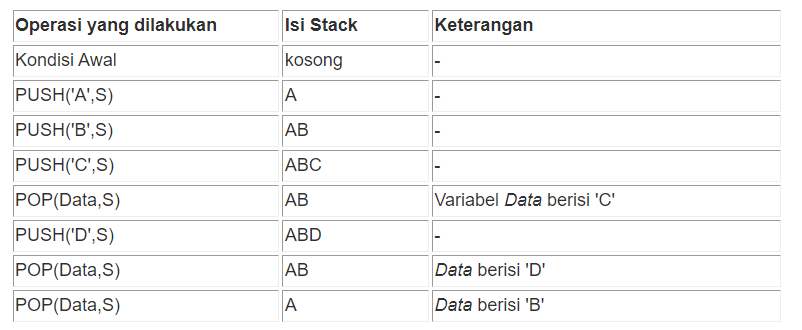 Operasi yang dilakukan Isi Stack Keterangan
Kondisi Awal kosong -
PUSH('A',S) A -
PUSH('B',S) AB -
PUSH('C',S) ABC -
POP(Data,S) AB Variabel Data berisi 'C'
PUSH('D',S) ABD -
POP(Data,S) AB Data berisi 'D'
POP(Data,S) A Data berisi 'B'